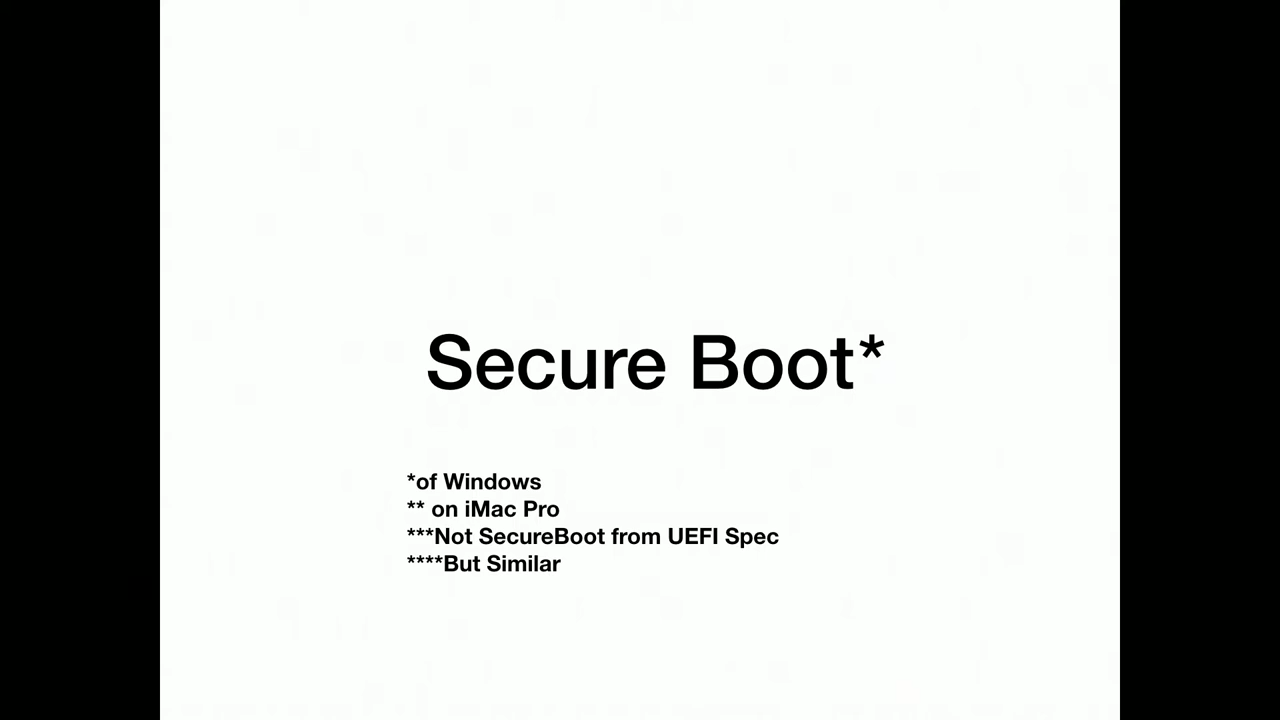 Secure Boot*
*of Windows
** on iMac Pro
***Not SecureBoot from UEFI Spec
****But Similar